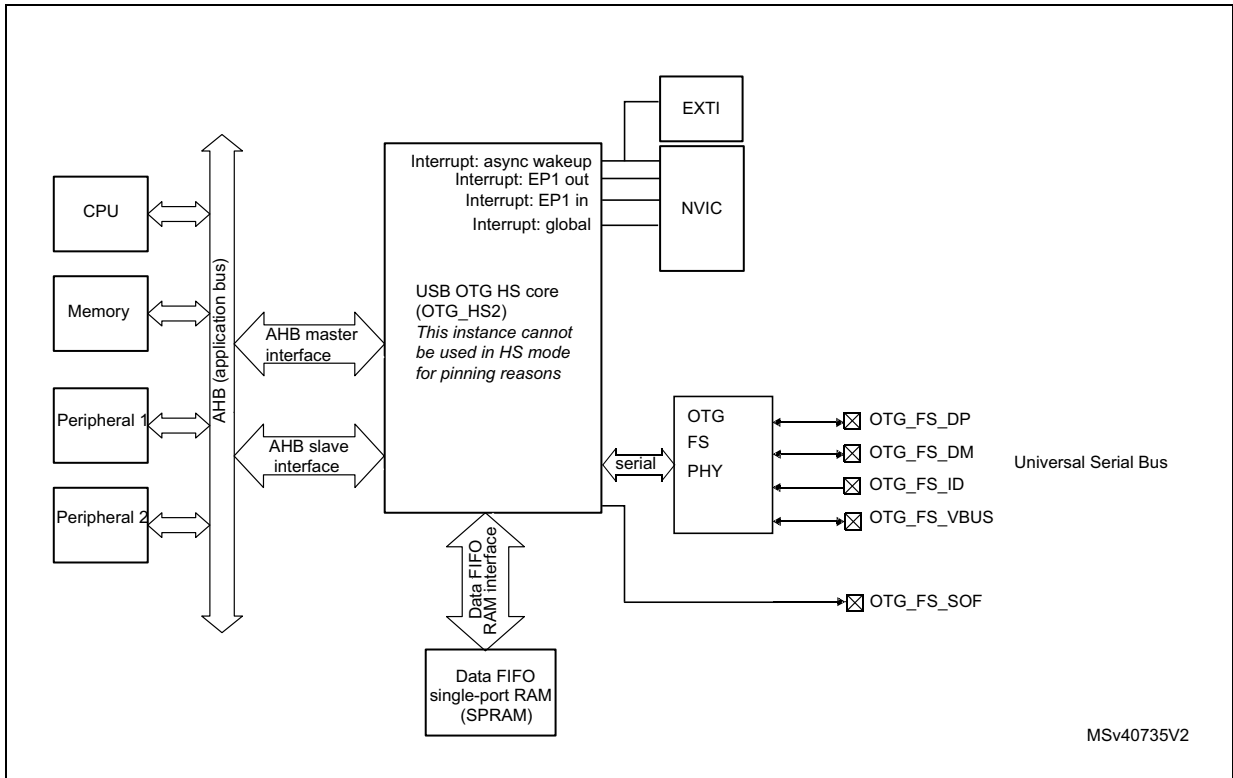 EXTI
Interrupt: async wakeup
Interrupt: EP1 out
Interrupt: EP1 in
Interrupt: global
NVIC
CPU
Memory
Peripheral 1
Peripheral 2
AHB (application bus)
AHB master
interface
AHB slave
interface
USB OTG HS core
(OTG_HS2)
This instance cannot
be used in HS mode
for pinning reasons
serial
OTG
FS
PHY
OTG_FS_DP
OTG_FS_DM
OTG_FS_ID
OTG_FS_VBUS
Universal Serial Bus
OTG_FS_SOF
Data FIFO
RAM interface
Data FIFO
single-port RAM
(SPRAM)
MSv40735V2